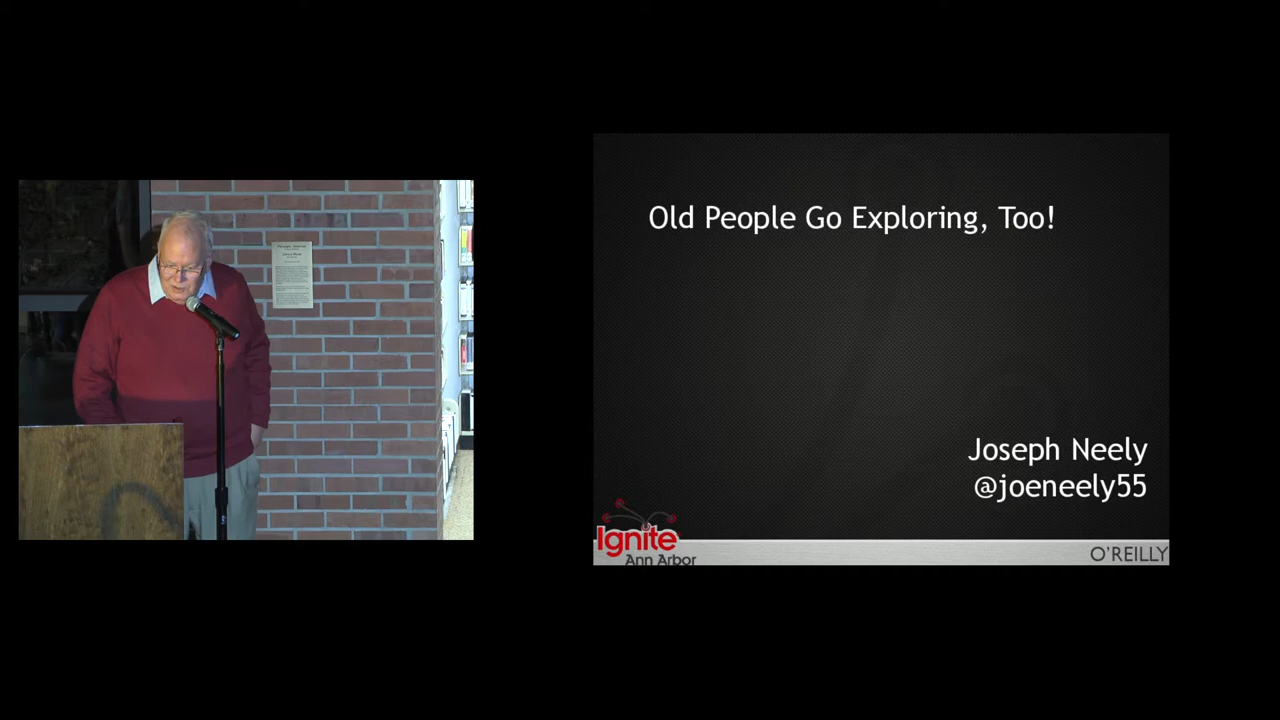 Old People Go Exploring, Too!
Joseph Neely
@joeneely55
Ignite
Ann Arbor
O'REILLY